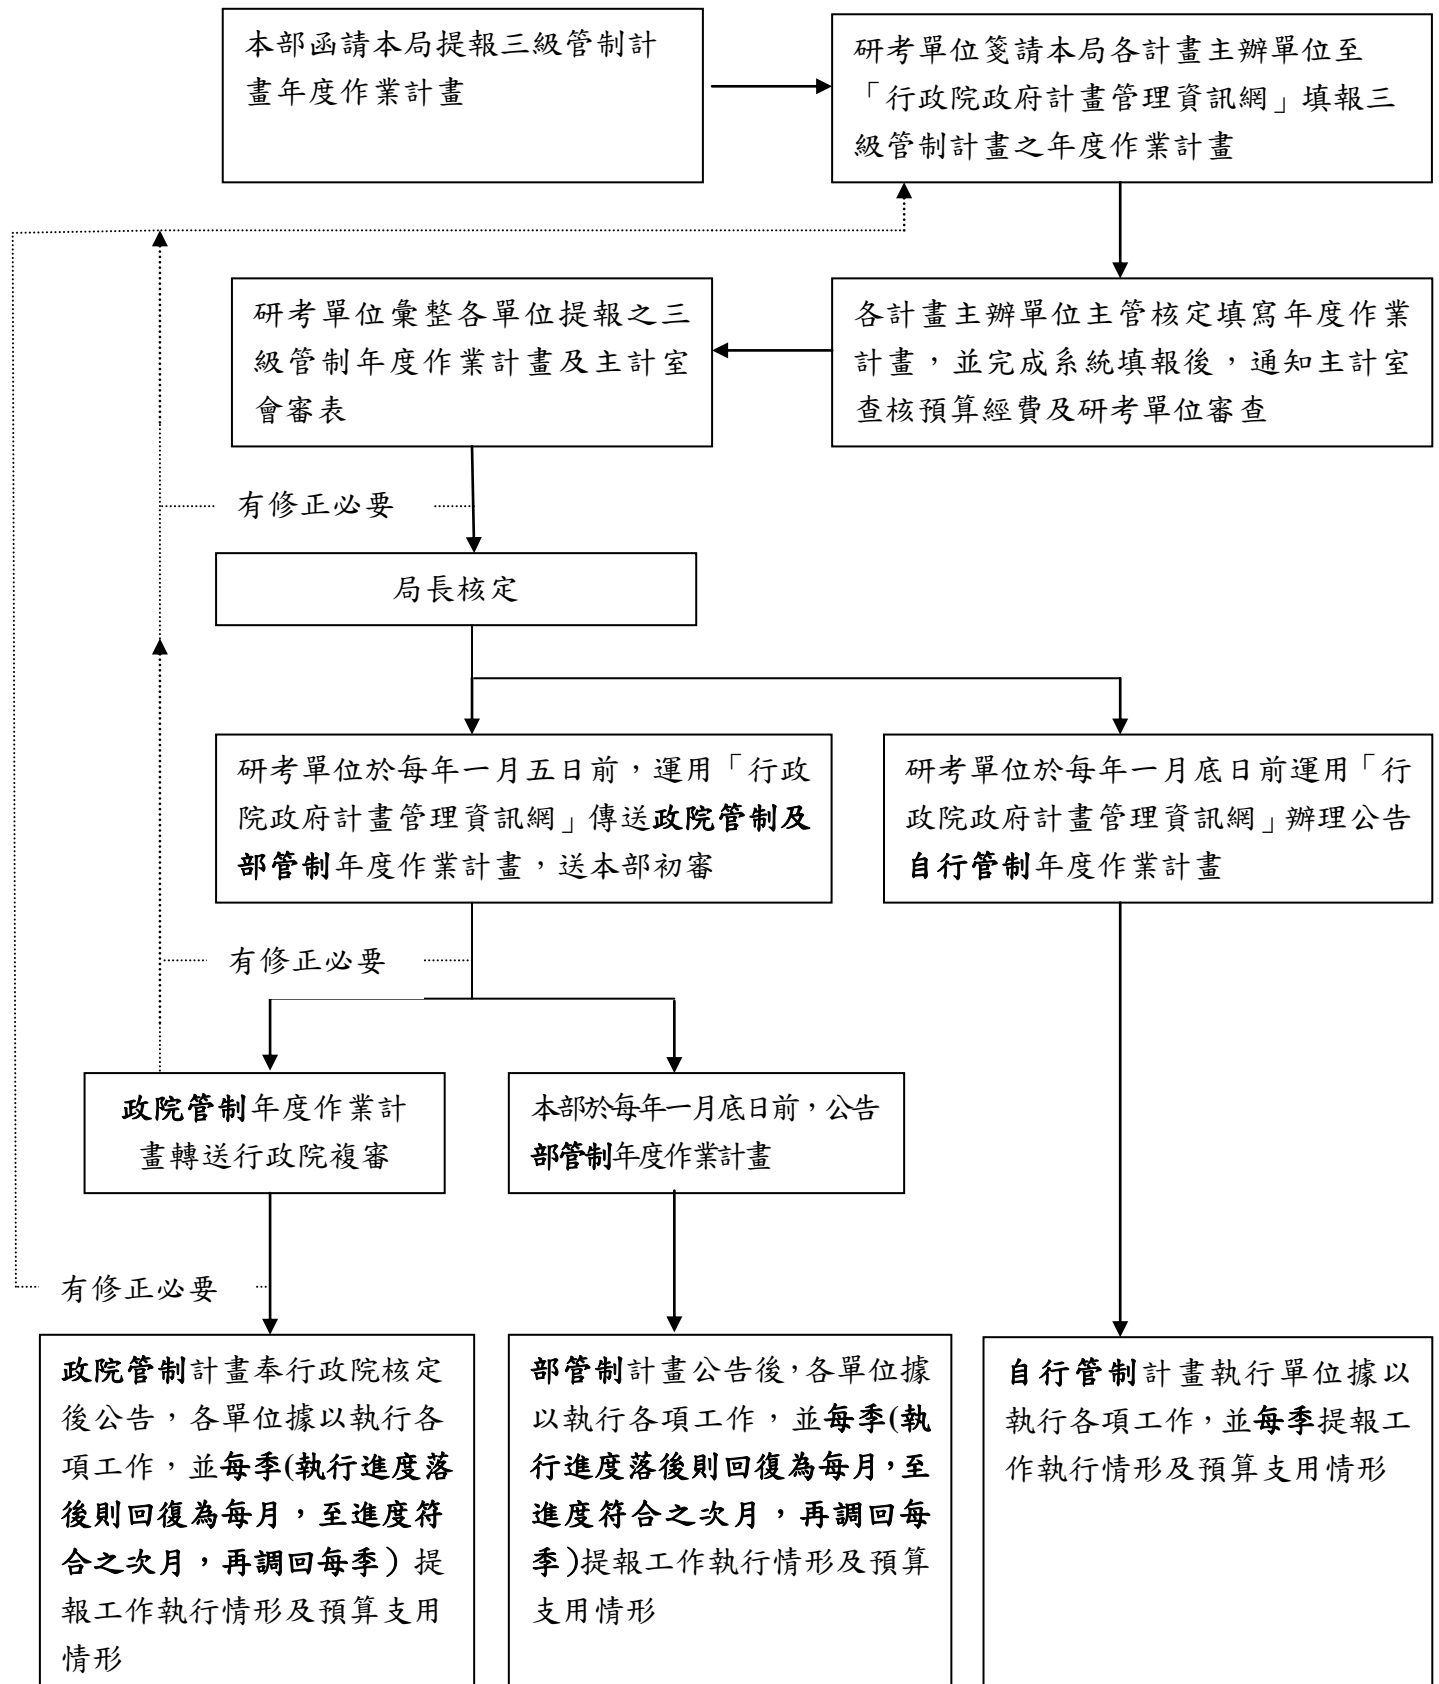 本部函請本局提報三級管制計
畫年度作業計畫
研考單位箋請本局各計畫主辦單位至
「行政院政府計畫管理資訊網」填報三
級管制計畫之年度作業計畫
研考單位彙整各單位提報之三
級管制年度作業計畫及主計室
會審表
各計畫主辦單位主管核定填寫年度作業
計畫，並完成系統填報後，通知主計室
查核預算經費及研考單位審查
有修正必要
局長核定
研考單位於每年一月五日前，運用「行政
院政府計畫管理資訊網」傳送政院管制及
部管制年度作業計畫，送本部初審
研考單位於每年一月底日前運用「行
政院政府計畫管理資訊網」辦理公告
自行管制年度作業計畫
有修正必要
政院管制年度作業計
畫轉送行政院複審
本部於每年一月底日前，公告
部管制年度作業計畫
有修正必要
政院管制計畫奉行政院核定
後公告，各單位據以執行各
項工作，並每季(執行進度落
後則回復為每月，至進度符
合之次月，再調回每季）提
報工作執行情形及預算支用
情形
部管制計畫公告後，各單位據
以執行各項工作，並每季(執
行進度落後則回復為每月，至
進度符合之次月，再調回每
季)提報工作執行情形及預算
支用情形
自行管制計畫執行單位據以
執行各項工作，並每季提報工
作執行情形及預算支用情形